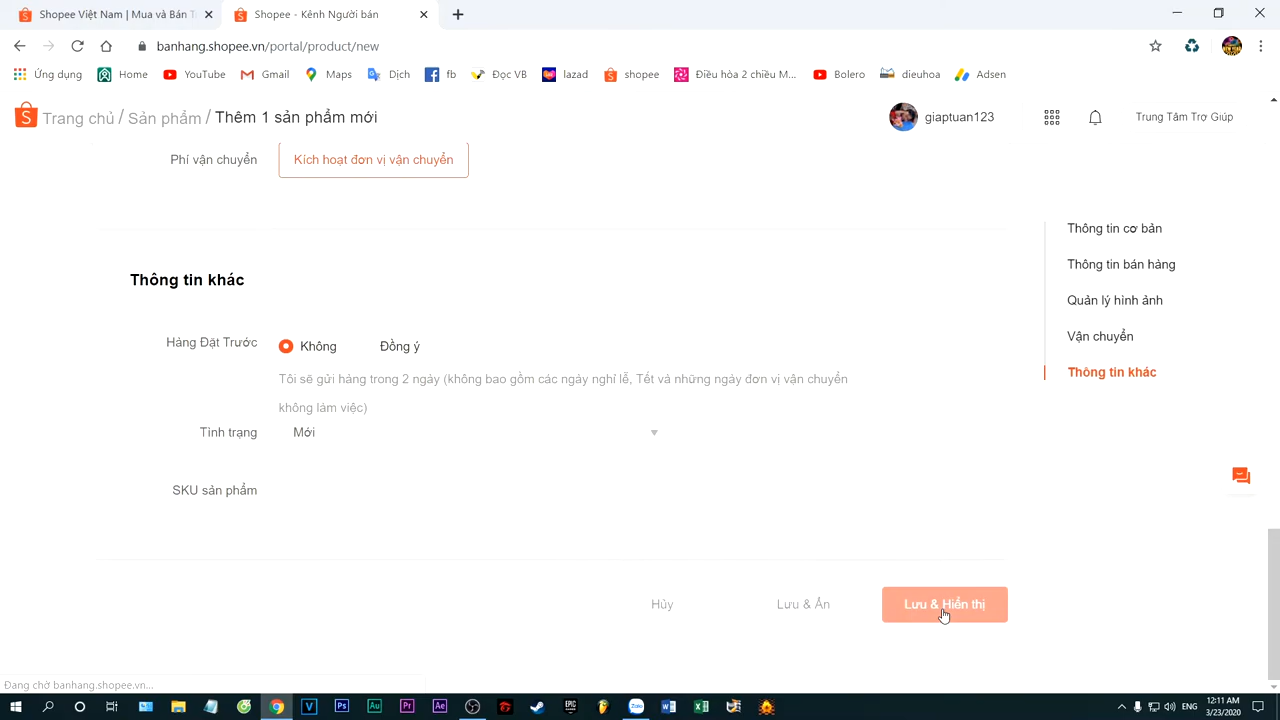 Shopee Việt Nam | Mua và Bán T
Shopee - Kênh Người bán
banhang.shopee.vn/portal/product/new
Ứng dụng Home YouTube Gmail Maps Dịch fb Đọc VB lazad shopee Điều hòa 2 chiều M... Bolero dieuhoa Adsen
Trang chủ / Sản phẩm / Thêm 1 sản phẩm mới
giaptuan123
Trung Tâm Trợ Giúp
Phí vận chuyển Kích hoạt đơn vị vận chuyển
Thông tin cơ bản
Thông tin bán hàng
Quản lý hình ảnh
Vận chuyển
Thông tin khác
Thông tin khác
Hàng Đặt Trước Không Đồng ý
Tôi sẽ gửi hàng trong 2 ngày (không bao gồm các ngày nghỉ lễ, Tết và những ngày đơn vị vận chuyển
không làm việc)
Tình trạng Mới
SKU sản phẩm
Hủy Lưu & Ẩn Lưu & Hiển thị
Đang chờ banhang.shopee.vn...
ENG
12:11 AM
3/23/2020